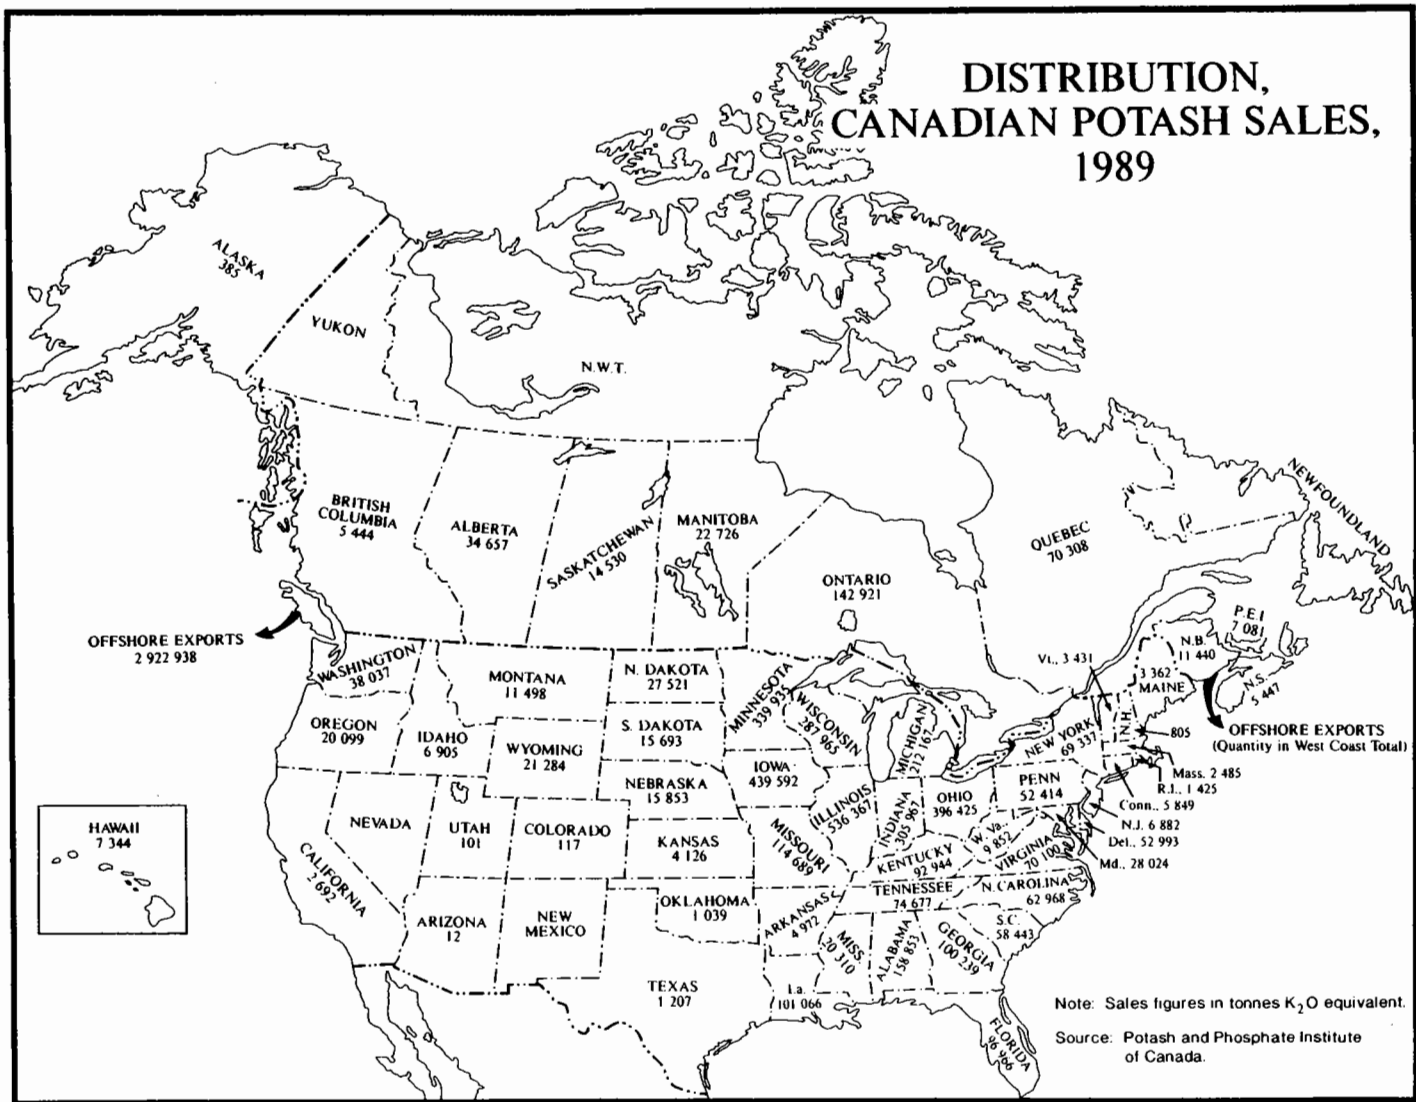 DISTRIBUTION,
CANADIAN POTASH SALES,
1989
ALASKA
385
YUKON
N.W.T.
BRITISH
COLUMBIA
5 444
ALBERTA
34 657
SASKATCHEWAN
14 530
MANITOBA
22 726
ONTARIO
142 921
QUEBEC
70 308
NEWFOUNDLAND
P.E.I
7 081
N.B.
11 440
N.S.
5 447
OFFSHORE EXPORTS
2 922 938
OFFSHORE EXPORTS
(Quantity in West Coast Total)
WASHINGTON
38 037
MONTANA
11 498
N. DAKOTA
27 521
MINNESOTA
WISCONSIN
287 965
MICHIGAN
212 167
Vt., 3 431
3 362
MAINE
N.H.
805
NEW YORK
69 337
Mass. 2 485
R.I., 1 425
Conn., 5 849
N.J. 6 882
Del., 52 993
Md., 28 024
OREGON
20 099
IDAHO
6 905
WYOMING
21 284
S. DAKOTA
15 693
IOWA
439 592
NEBRASKA
15 853
ILLINOIS
536 367
INDIANA
305 967
OHIO
396 425
PENN
52 414
W. Va.,
9 852
VIRGINIA
70 100
NEVADA
UTAH
101
COLORADO
117
KANSAS
4 126
MISSOURI
114 689
KENTUCKY
92 944
TENNESSEE
74 677
N. CAROLINA
62 968
S.C.
58 443
HAWAII
7 344
CALIFORNIA
2 692
ARIZONA
12
NEW
MEXICO
OKLAHOMA
1 039
ARKANSAS
4 972
MISS.
20 310
ALABAMA
158 853
GEORGIA
100 239
TEXAS
1 207
La.
101 066
FLORIDA
96 966
Note: Sales figures in tonnes K₂O equivalent.
Source: Potash and Phosphate Institute
of Canada.